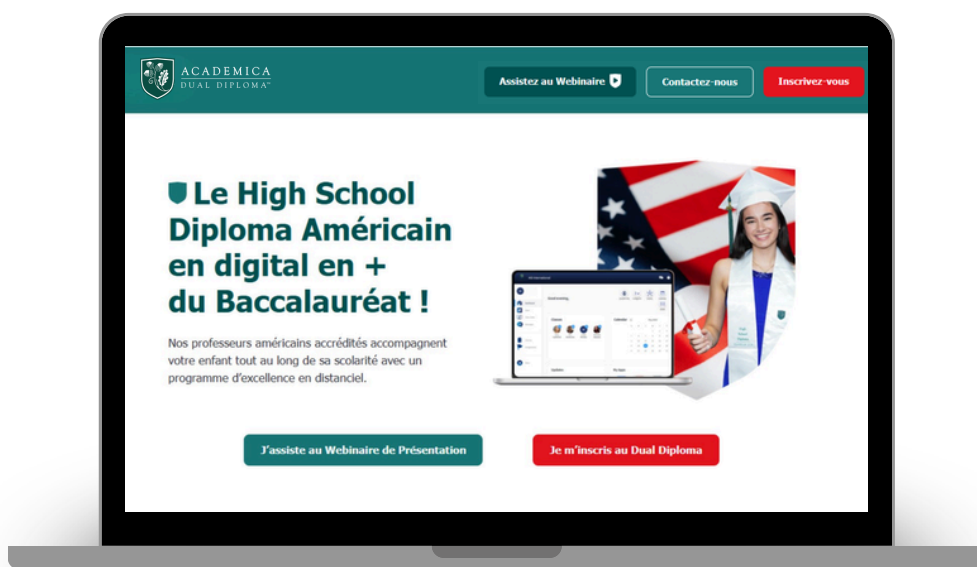 ACADEMICA
DUAL DIPLOMA™
Assistez au Webinaire
Contactez-nous
Inscrivez-vous
Le High School
Diploma Américain
en digital en +
du Baccalauréat !
Nos professeurs américains accrédités accompagnent
votre enfant tout au long de sa scolarité avec un
programme d'excellence en distanciel.
J'assiste au Webinaire de Présentation
Je m'inscris au Dual Diploma